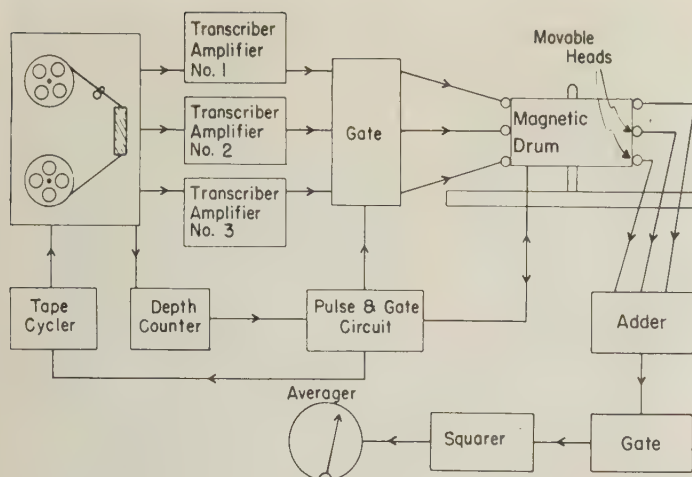 Transcriber
Amplifier
No. 1
Transcriber
Amplifier
No. 2
Transcriber
Amplifier
No. 3
Gate
Movable
Heads
Magnetic
Drum
Tape
Cycler
Depth
Counter
Pulse & Gate
Circuit
Adder
Averager
Squarer
Gate